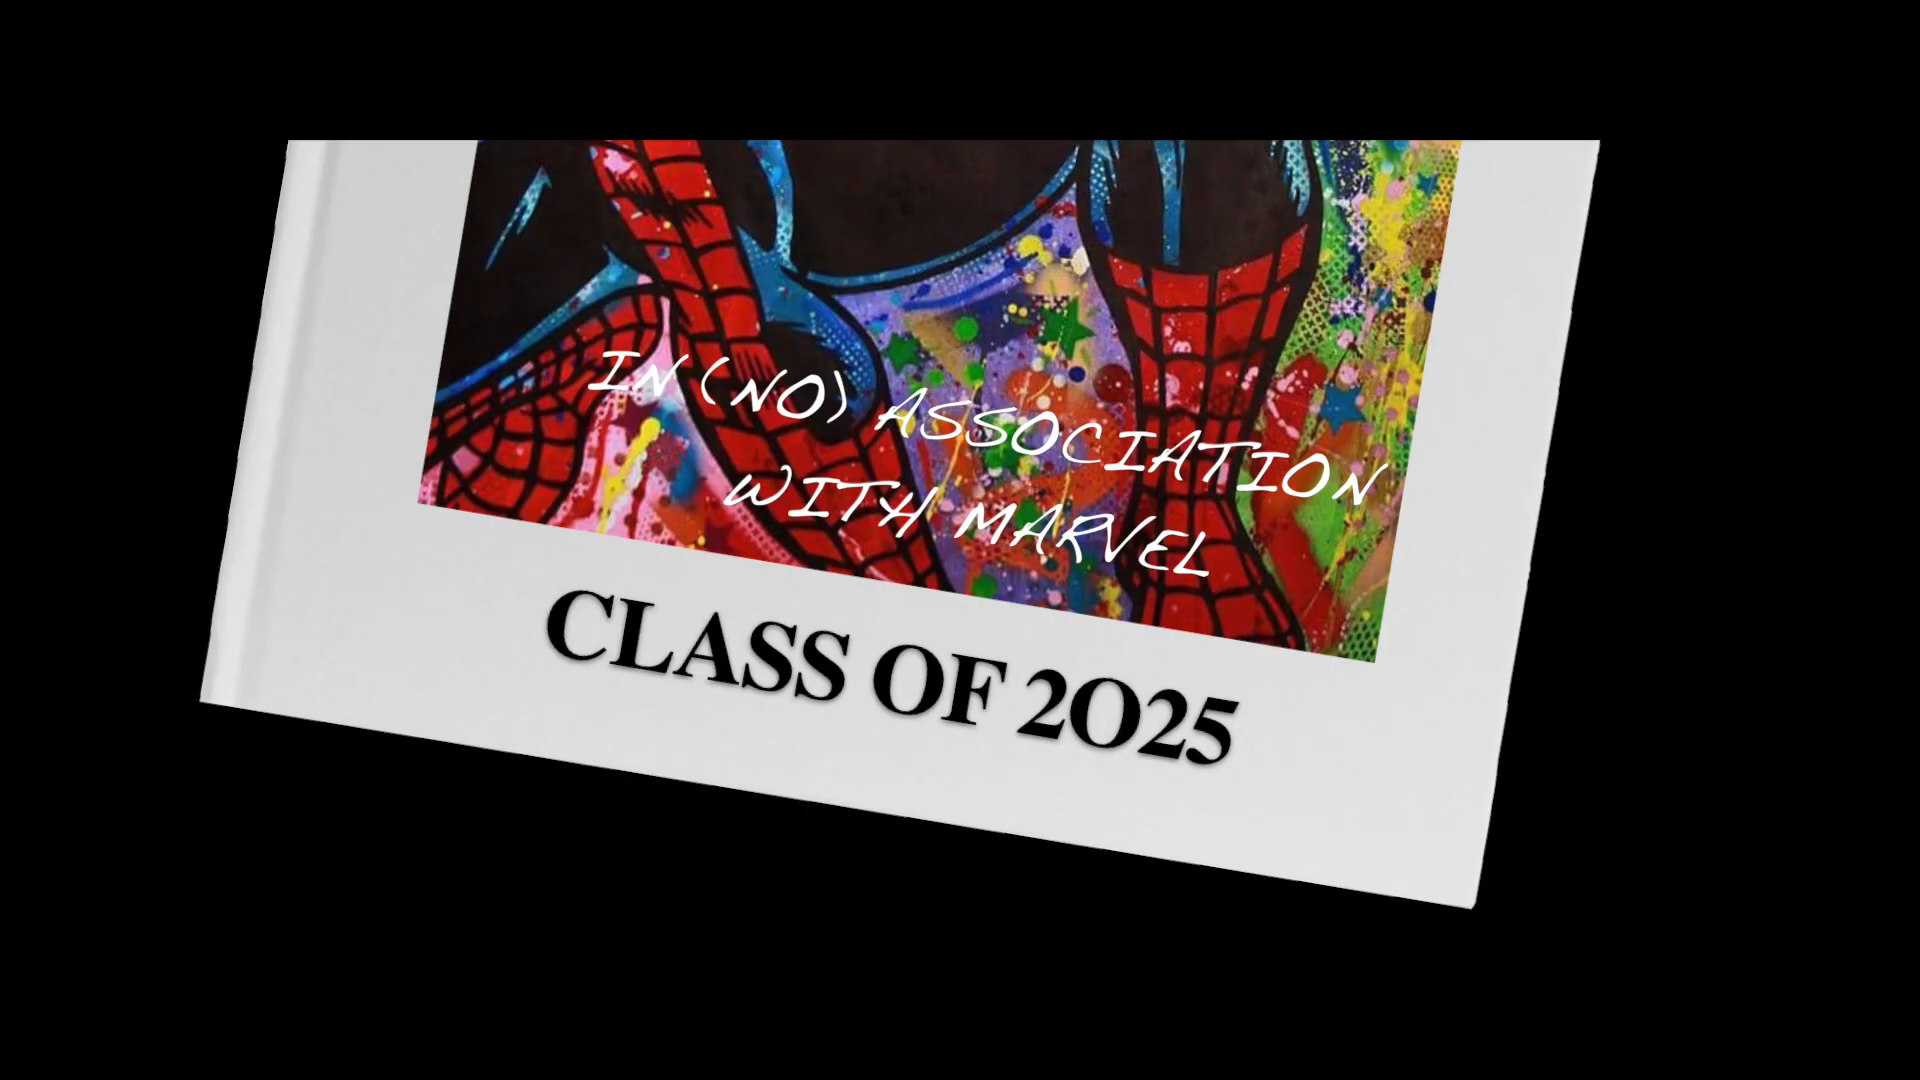 IN (NO) ASSOCIATION
WITH MARVEL
CLASS OF 2025